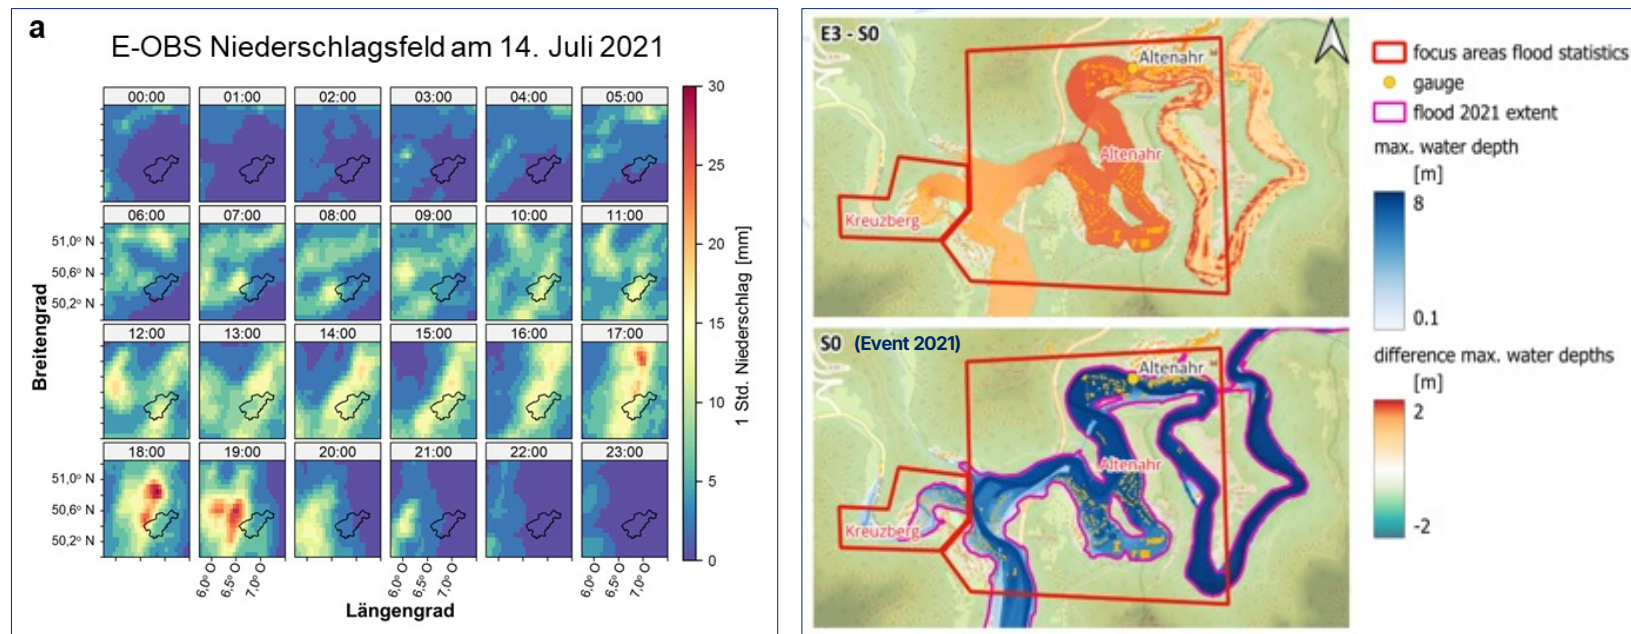 a
E-OBS Niederschlagsfeld am 14. Juli 2021
00:00 01:00 02:00 03:00 04:00 05:00
06:00 07:00 08:00 09:00 10:00 11:00
51,0° N
50,6° N
50,2° N
12:00 13:00 14:00 15:00 16:00 17:00
18:00 19:00 20:00 21:00 22:00 23:00
51,0° N
50,6° N
50,2° N
6,0° O 6,5° O 7,0° O 6,0° O 6,5° O 7,0° O 6,0° O 6,5° O 7,0° O
Breitengrad
Längengrad
30
25
20
15
10
5
0
1 Std. Niederschlag [mm]
E3 - S0
Altenahr
Altenahr
Kreuzberg
S0 (Event 2021)
Altenahr
Altenahr
Kreuzberg
focus areas flood statistics
gauge
flood 2021 extent
max. water depth
[m]
8
0.1
difference max. water depths
[m]
2
-2